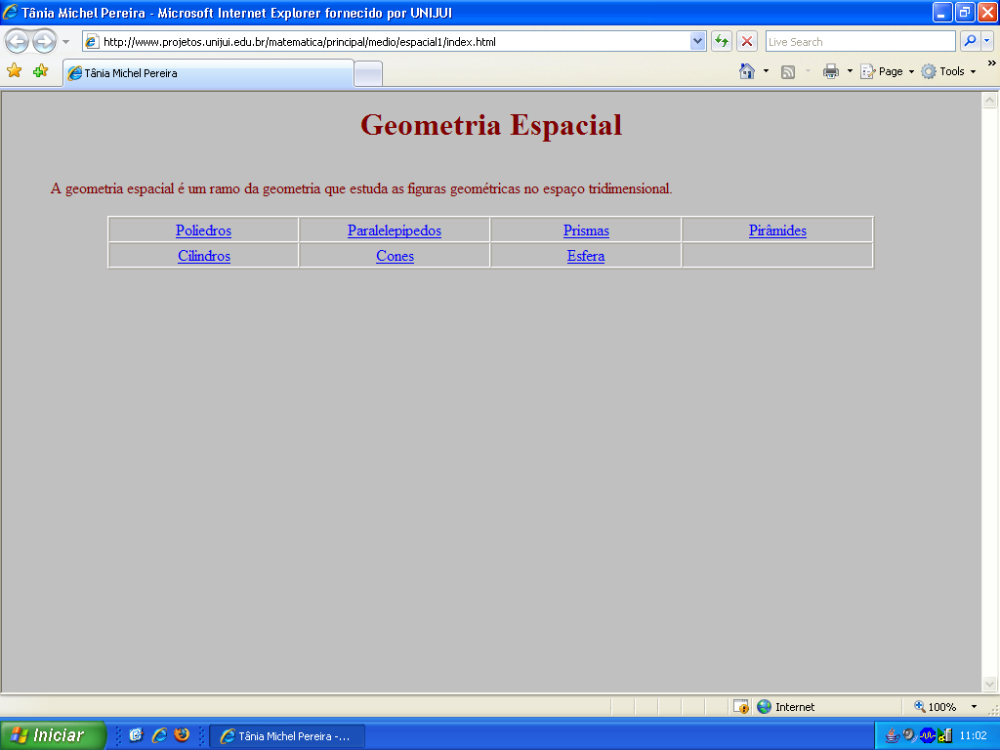 Tânia Michel Pereira - Microsoft Internet Explorer fornecido por UNIJUI
http://www.projetos.unijui.edu.br/matematica/principal/medio/espacial1/index.html
Live Search
Tânia Michel Pereira
Page
Tools
Geometria Espacial
A geometria espacial é um ramo da geometria que estuda as figuras geométricas no espaço tridimensional.
Poliedros Paralelepipedos Prismas Pirâmides
Cilindros Cones Esfera
Internet 100%
Iniciar
Tânia Michel Pereira -...
11:02